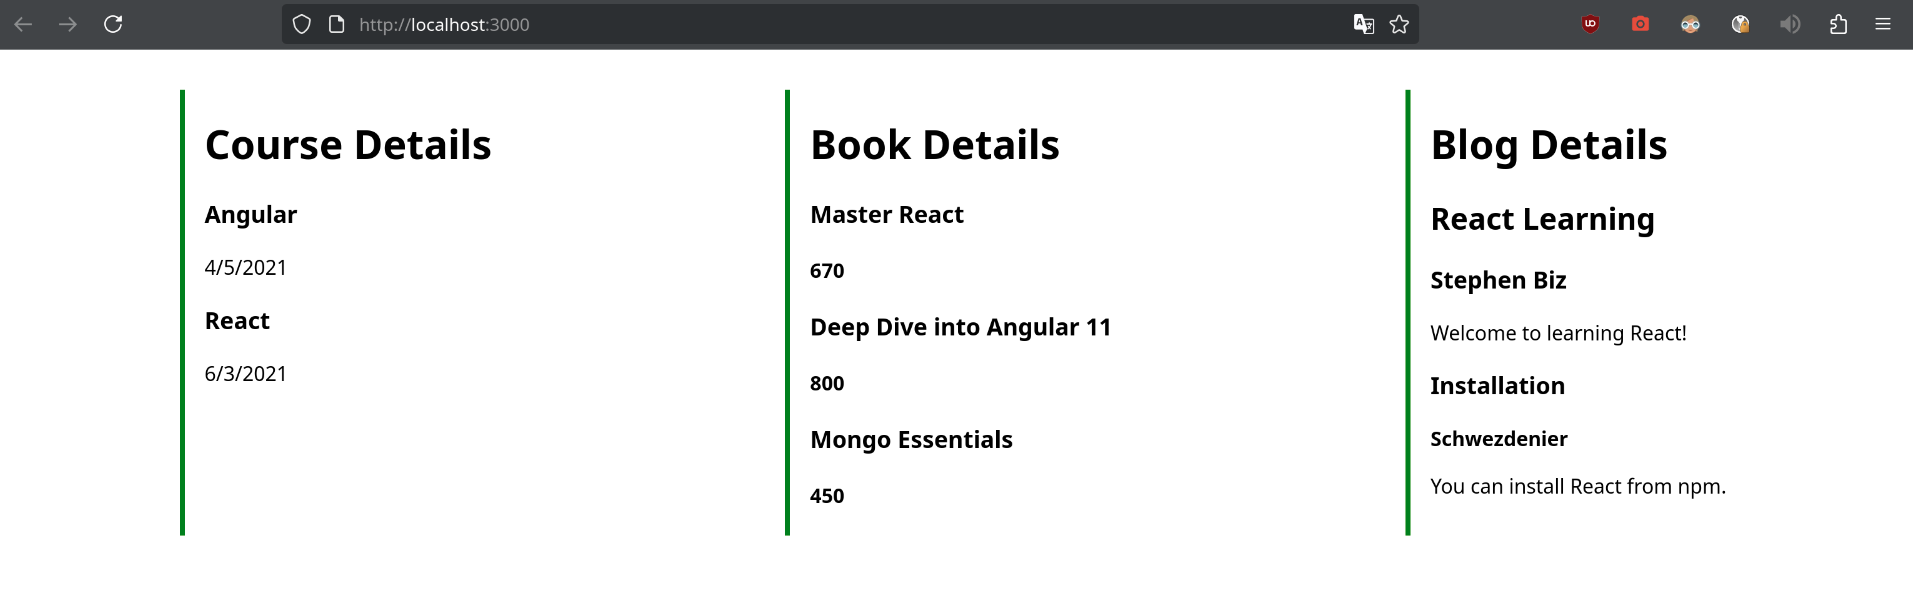 http://localhost:3000
Course Details
Angular
4/5/2021
React
6/3/2021
Book Details
Master React
670
Deep Dive into Angular 11
800
Mongo Essentials
450
Blog Details
React Learning
Stephen Biz
Welcome to learning React!
Installation
Schwezdenier
You can install React from npm.